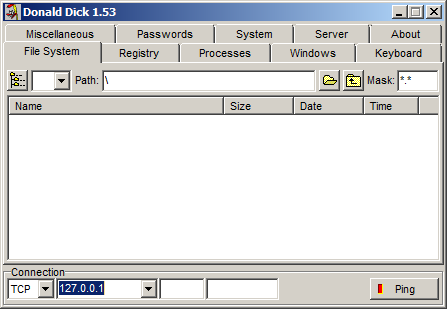 Donald Dick 1.53
Miscellaneous Passwords System Server About
File System Registry Processes Windows Keyboard
Path: \ Mask: *.*
Name Size Date Time
Connection
TCP 127.0.0.1 Ping